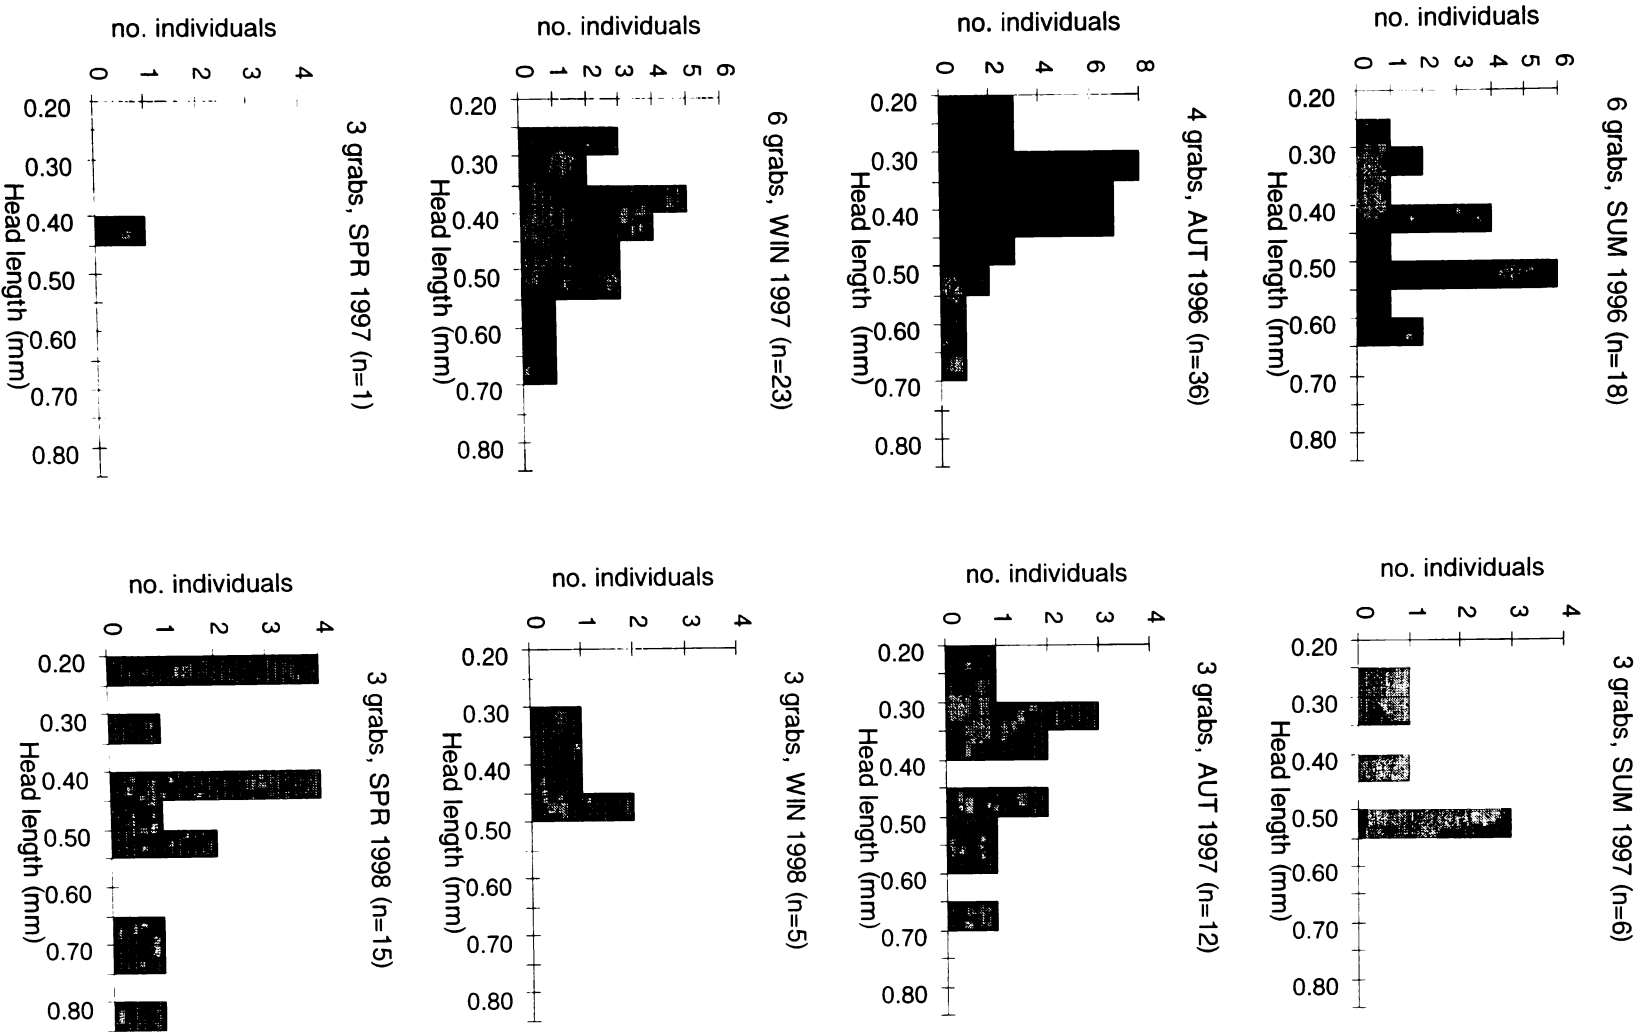 6 grabs, SUM 1996 (n=18)
no. individuals
0 1 2 3 4 5 6
0.20 0.30 0.40 0.50 0.60 0.70 0.80
Head length (mm)
3 grabs, SUM 1997 (n=6)
no. individuals
0 1 2 3 4
0.20 0.30 0.40 0.50 0.60 0.70 0.80
Head length (mm)
4 grabs, AUT 1996 (n=36)
no. individuals
0 2 4 6 8
0.20 0.30 0.40 0.50 0.60 0.70 0.80
Head length (mm)
3 grabs, AUT 1997 (n=12)
no. individuals
0 1 2 3 4
0.20 0.30 0.40 0.50 0.60 0.70 0.80
Head length (mm)
6 grabs, WIN 1997 (n=23)
no. individuals
0 1 2 3 4 5 6
0.20 0.30 0.40 0.50 0.60 0.70 0.80
Head length (mm)
3 grabs, WIN 1998 (n=5)
no. individuals
0 1 2 3 4
0.20 0.30 0.40 0.50 0.60 0.70 0.80
Head length (mm)
3 grabs, SPR 1997 (n=1)
no. individuals
0 1 2 3 4
0.20 0.30 0.40 0.50 0.60 0.70 0.80
Head length (mm)
3 grabs, SPR 1998 (n=15)
no. individuals
0 1 2 3 4
0.20 0.30 0.40 0.50 0.60 0.70 0.80
Head length (mm)